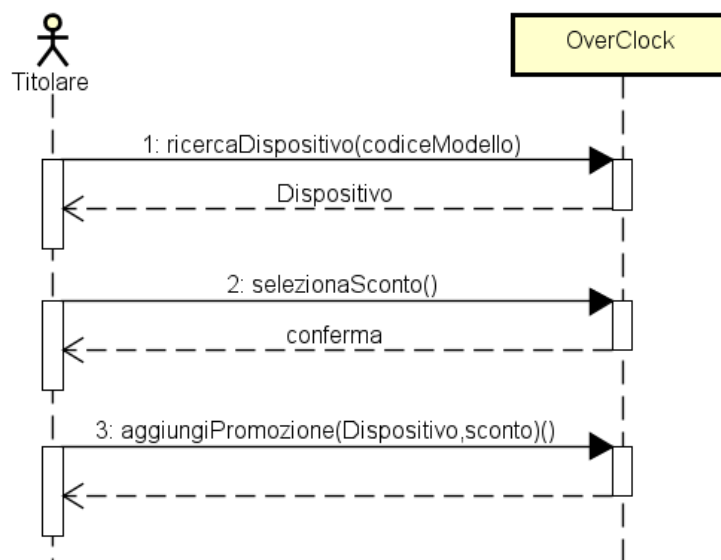 Titolare
OverClock
1: ricercaDispositivo(codiceModello)
Dispositivo
2: selezionaSconto()
conferma
3: aggiungiPromozione(Dispositivo,sconto)()